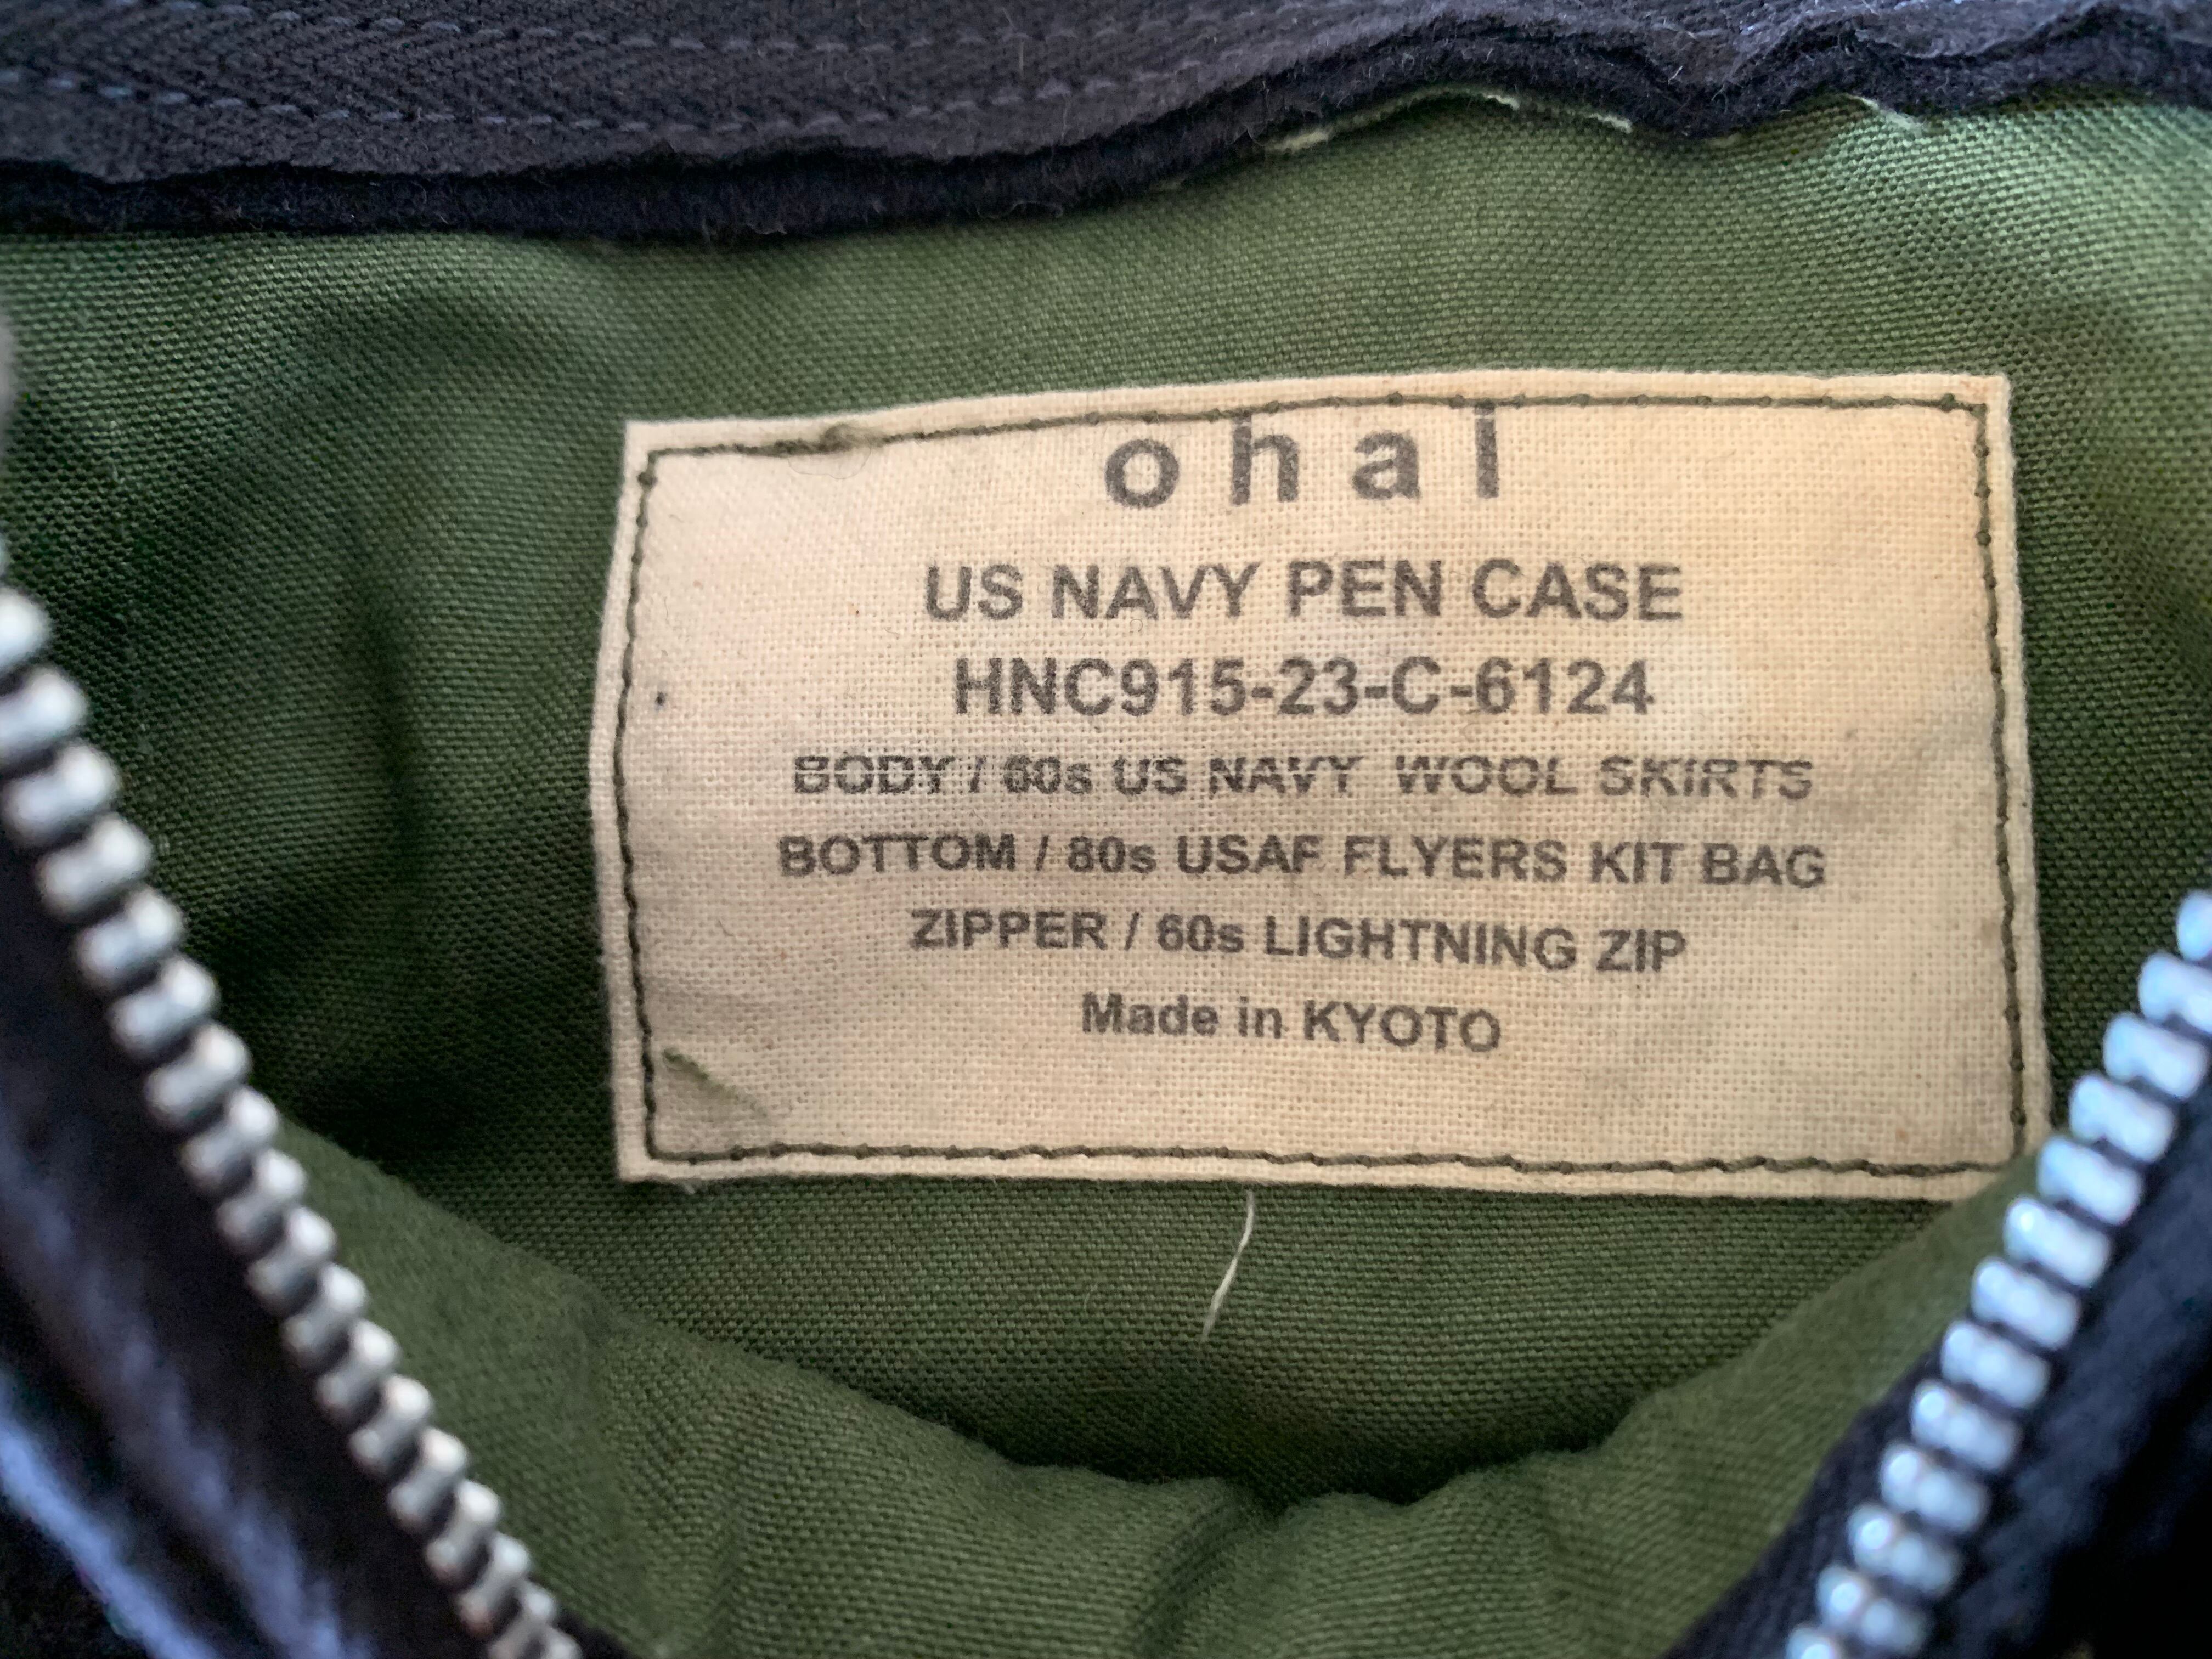 ohal
US NAVY PEN CASE
HNC915-23-C-6124
BODY / 60s US NAVY WOOL SKIRTS
BOTTOM / 80s USAF FLYERS KIT BAG
ZIPPER / 60s LIGHTNING ZIP
Made in KYOTO